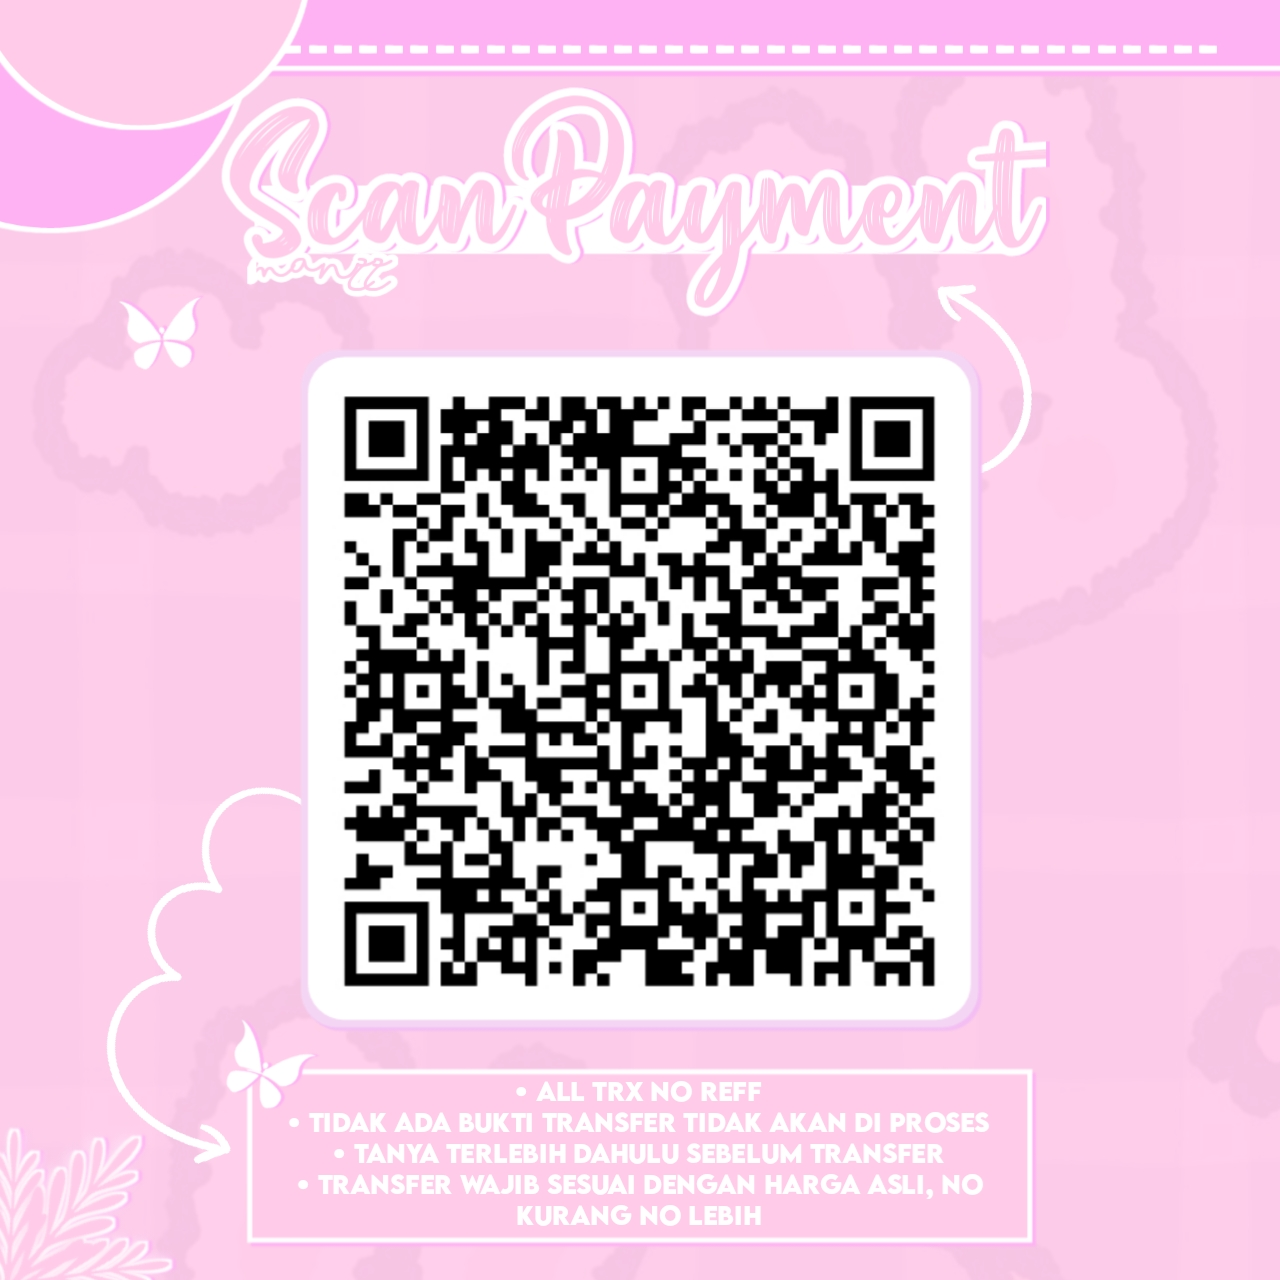 Scan Payment
• ALL TRX NO REFF
• TIDAK ADA BUKTI TRANSFER TIDAK AKAN DI PROSES
• TANYA TERLEBIH DAHULU SEBELUM TRANSFER
• TRANSFER WAJIB SESUAI DENGAN HARGA ASLI, NO
KURANG NO LEBIH